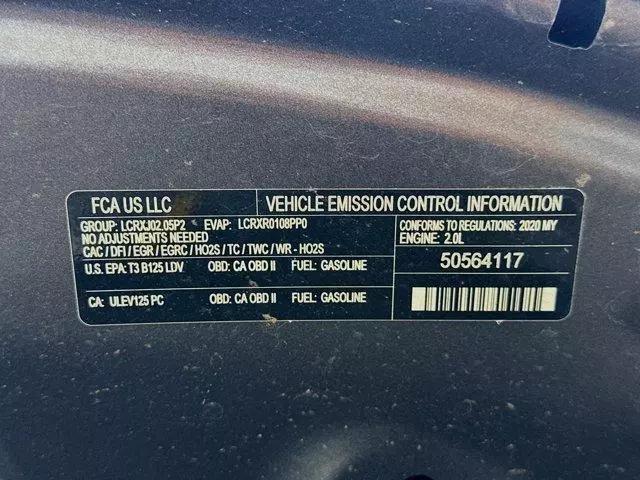 FCA US LLC
VEHICLE EMISSION CONTROL INFORMATION
GROUP: LCRXJ02.05P2 EVAP: LCRXR0108PP0
NO ADJUSTMENTS NEEDED
CAC / DFI / EGR / EGRC / HO2S / TC / TWC / WR - HO2S
CONFORMS TO REGULATIONS: 2020 MY
ENGINE: 2.0L
U.S. EPA: T3 B125 LDV OBD: CA OBD II FUEL: GASOLINE
50564117
CA: ULEV125 PC OBD: CA OBD II FUEL: GASOLINE